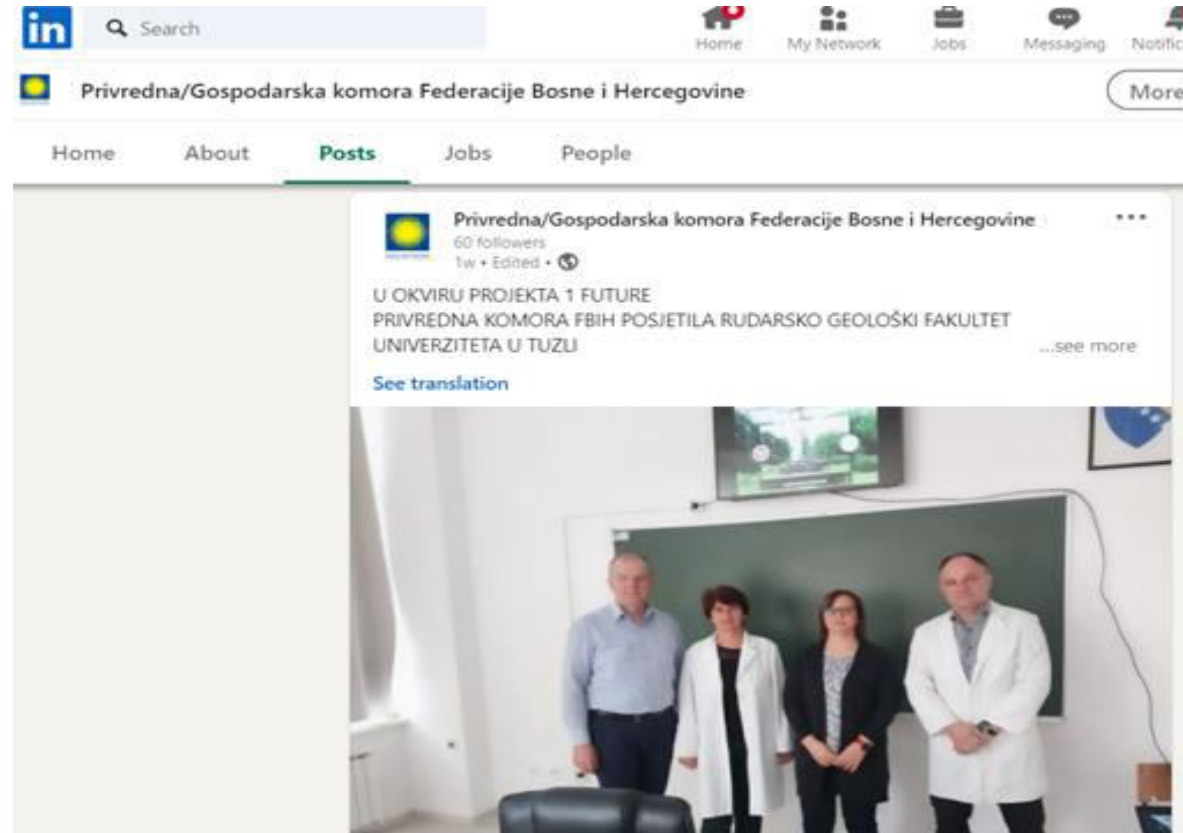 in Search
Home My Network Jobs Messaging Notific
Privredna/Gospodarska komora Federacije Bosne i Hercegovine More
Home About Posts Jobs People
Privredna/Gospodarska komora Federacije Bosne i Hercegovine
60 followers
1w • Edited •
U OKVIRU PROJEKTA 1 FUTURE
PRIVREDNA KOMORA FBIH POSJETILA RUDARSKO GEOLOŠKI FAKULTET
UNIVERZITETA U TUZLI ...see more
See translation